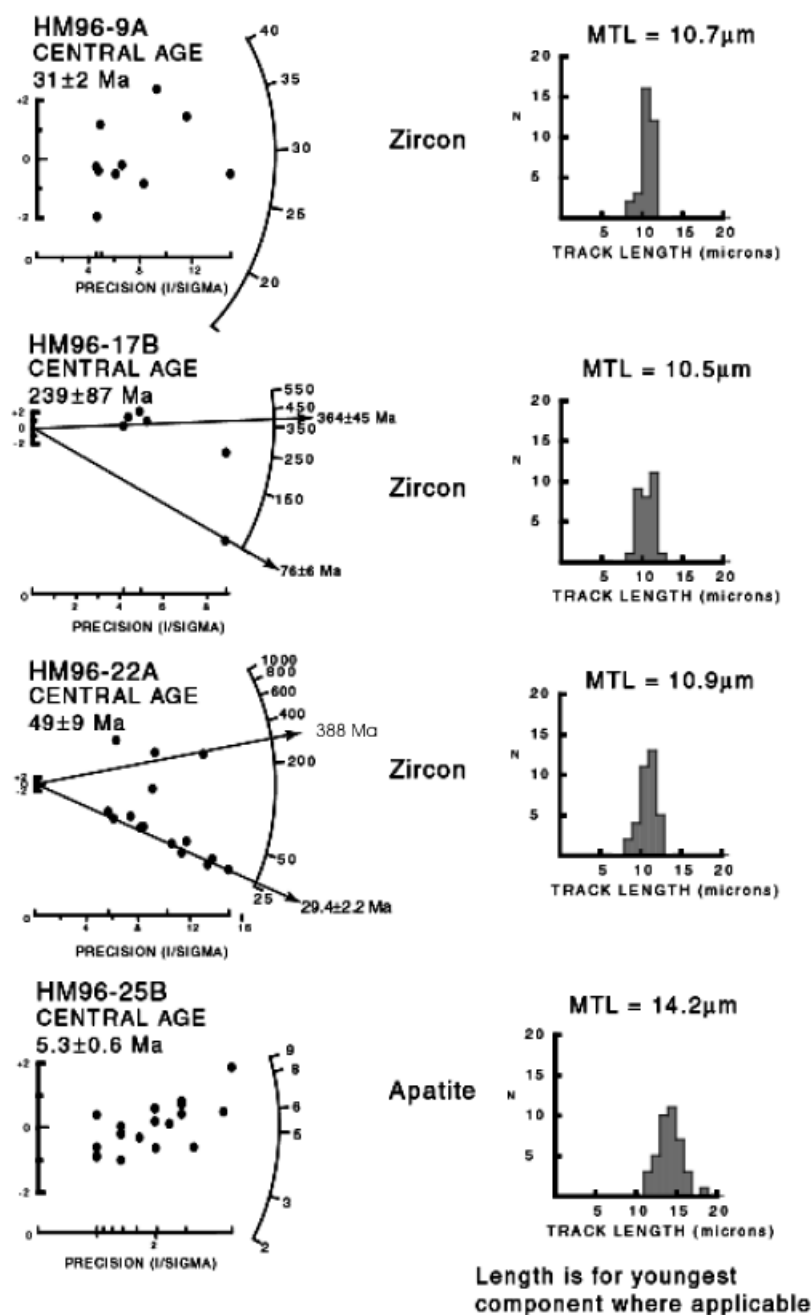 HM96-9A
CENTRAL AGE
31±2 Ma
+2
0
-2
40
35
30
25
20
0
4
8
12
PRECISION (I/SIGMA)
Zircon
MTL = 10.7µm
20
15
N
10
5
5 10 15 20
TRACK LENGTH (microns)
HM96-17B
CENTRAL AGE
239±87 Ma
+2
0
-2
550
450
350
250
150
364±45 Ma
76±6 Ma
0
2 4 6 8
PRECISION (I/SIGMA)
Zircon
MTL = 10.5µm
20
15
N
10
5
5 10 15 20
TRACK LENGTH (microns)
HM96-22A
CENTRAL AGE
49±9 Ma
+2
0
-2
1000
800
600
400
200
50
25
388 Ma
29.4±2.2 Ma
0
4 8 12 16
PRECISION (I/SIGMA)
Zircon
MTL = 10.9µm
20
15
N
10
5
5 10 15 20
TRACK LENGTH (microns)
HM96-25B
CENTRAL AGE
5.3±0.6 Ma
+2
0
-2
9
8
6
5
3
2
0
2
PRECISION (I/SIGMA)
Apatite
MTL = 14.2µm
20
15
N
10
5
5 10 15 20
TRACK LENGTH (microns)
Length is for youngest
component where applicable